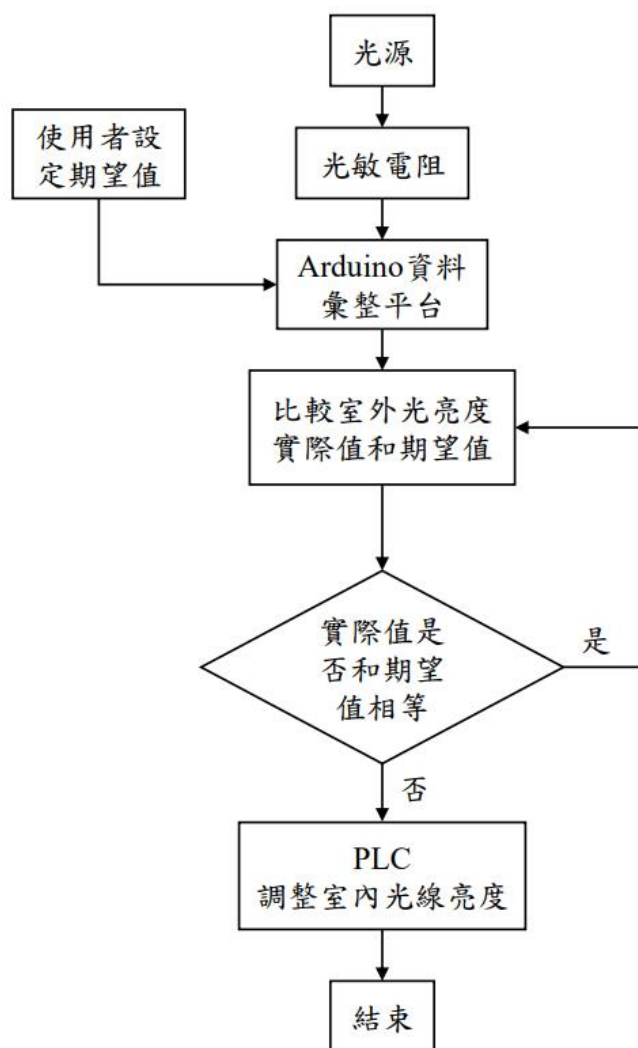 光源
使用者設
定期望值
光敏電阻
Arduino資料
彙整平台
比較室外光亮度
實際值和期望值
實際值是
否和期望
值相等
是
否
PLC
調整室內光線亮度
結束